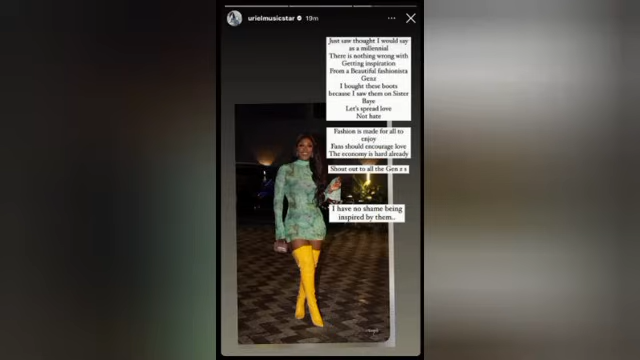 urielmusicstar 19m
Just saw thought I would say
as a millennial
There is nothing wrong with
Getting inspiration
From a Beautiful fashionista
Genz
I bought these boots
because I saw them on Sister
Baye
Let's spread love
Not hate
Fashion is made for all to
enjoy
Fans should encourage love
The economy is hard already
Shout out to all the Gen z s
I have no shame being
inspired by them..